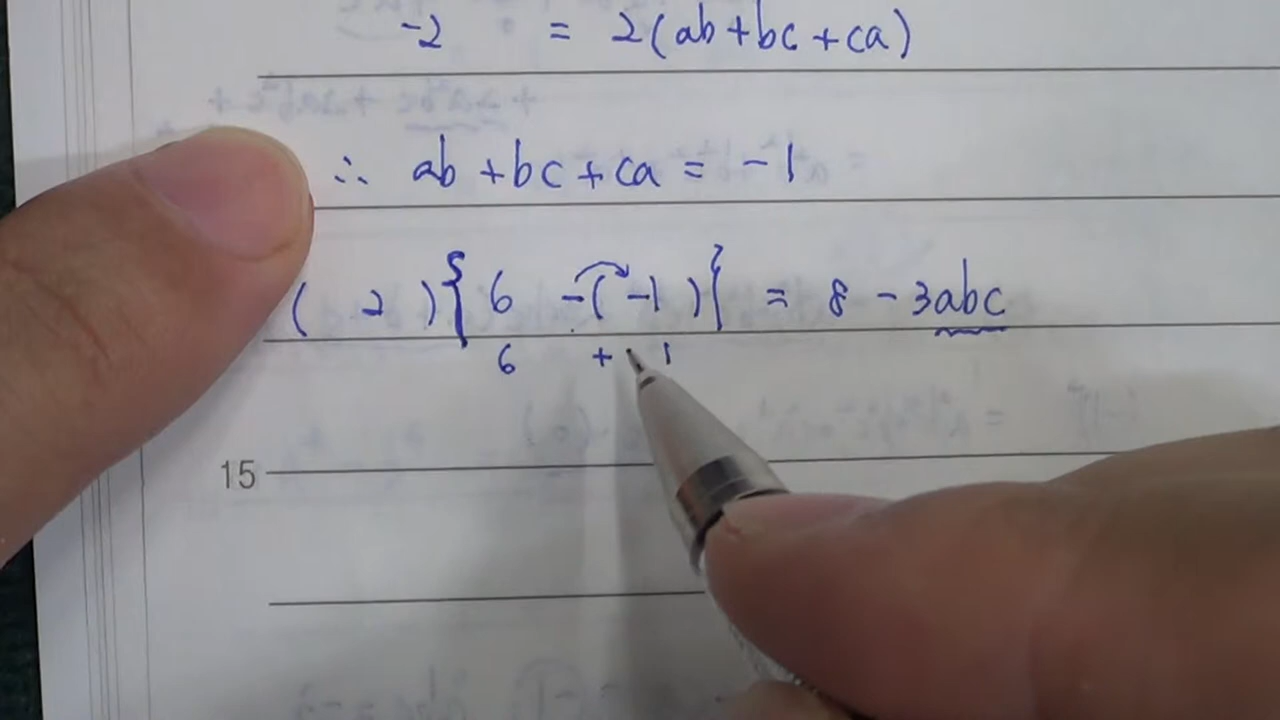 -2 = 2(ab+bc+ca)
∴ ab+bc+ca = -1
( 2 ){ 6 -( -1 )} = 8 - 3abc
6 + 1
15